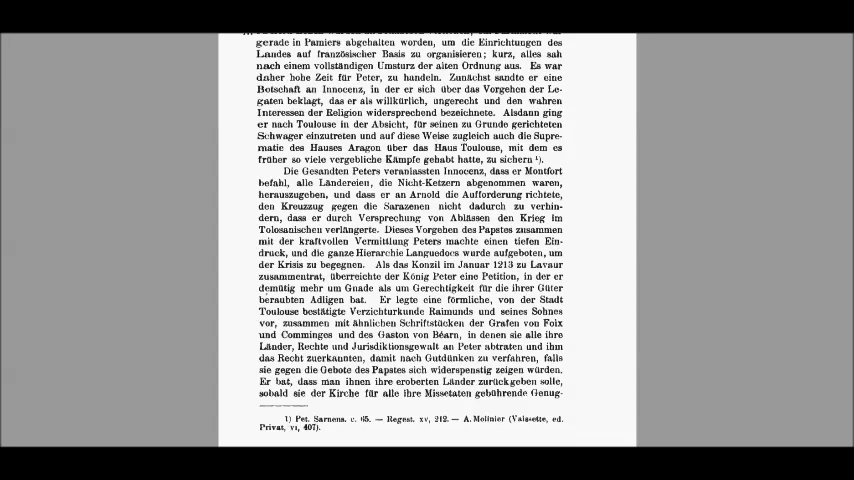 gerade in Pamiers abgehalten worden, um die Einrichtungen des
Landes auf französischer Basis zu organisieren; kurz, alles sah
nach einem vollständigen Umsturz der alten Ordnung aus. Es war
daher hohe Zeit für Peter, zu handeln. Zunächst sandte er eine
Botschaft an Innocenz, in der er sich über das Vorgehen der Le-
gaten beklagt, das er als willkürlich, ungerecht und den wahren
Interessen der Religion widersprechend bezeichnete. Alsdann ging
er nach Toulouse in der Absicht, für seinen zu Grunde gerichteten
Schwager einzutreten und auf diese Weise zugleich auch die Supre-
matie des Hauses Aragon über das Haus Toulouse, mit dem es
früher so viele vergebliche Kämpfe gehabt hatte, zu sichern ¹).
Die Gesandten Peters veranlassten Innocenz, dass er Montfort
befahl, alle Ländereien, die Nicht-Ketzern abgenommen waren,
herauszugeben, und dass er an Arnold die Aufforderung richtete,
den Kreuzzug gegen die Sarazenen nicht dadurch zu verhin-
dern, dass er durch Versprechung von Ablässen den Krieg im
Tolosanischen verlängerte. Dieses Vorgehen des Papstes zusammen
mit der kraftvollen Vermittlung Peters machte einen tiefen Ein-
druck, und die ganze Hierarchie Languedocs wurde aufgeboten, um
der Krisis zu begegnen. Als das Konzil im Januar 1213 zu Lavaur
zusammentrat, überreichte der König Peter eine Petition, in der er
demütig mehr um Gnade als um Gerechtigkeit für die ihrer Güter
beraubten Adligen bat. Er legte eine förmliche, von der Stadt
Toulouse bestätigte Verzichturkunde Raimunds und seines Sohnes
vor, zusammen mit ähnlichen Schriftstücken der Grafen von Foix
und Comminges und des Gaston von Béarn, in denen sie alle ihre
Länder, Rechte und Jurisdiktionsgewalt an Peter abtraten und ihm
das Recht zuerkannten, damit nach Gutdünken zu verfahren, falls
sie gegen die Gebote des Papstes sich widerspenstig zeigen würden.
Er bat, dass man ihnen ihre eroberten Länder zurückgeben solle,
sobald sie der Kirche für alle ihre Missetaten gebührende Genug-
1) Pet. Sarnens. c. 65. — Regest. xv, 212. — A. Molinier (Vaissette, ed.
Privat, VI, 407).